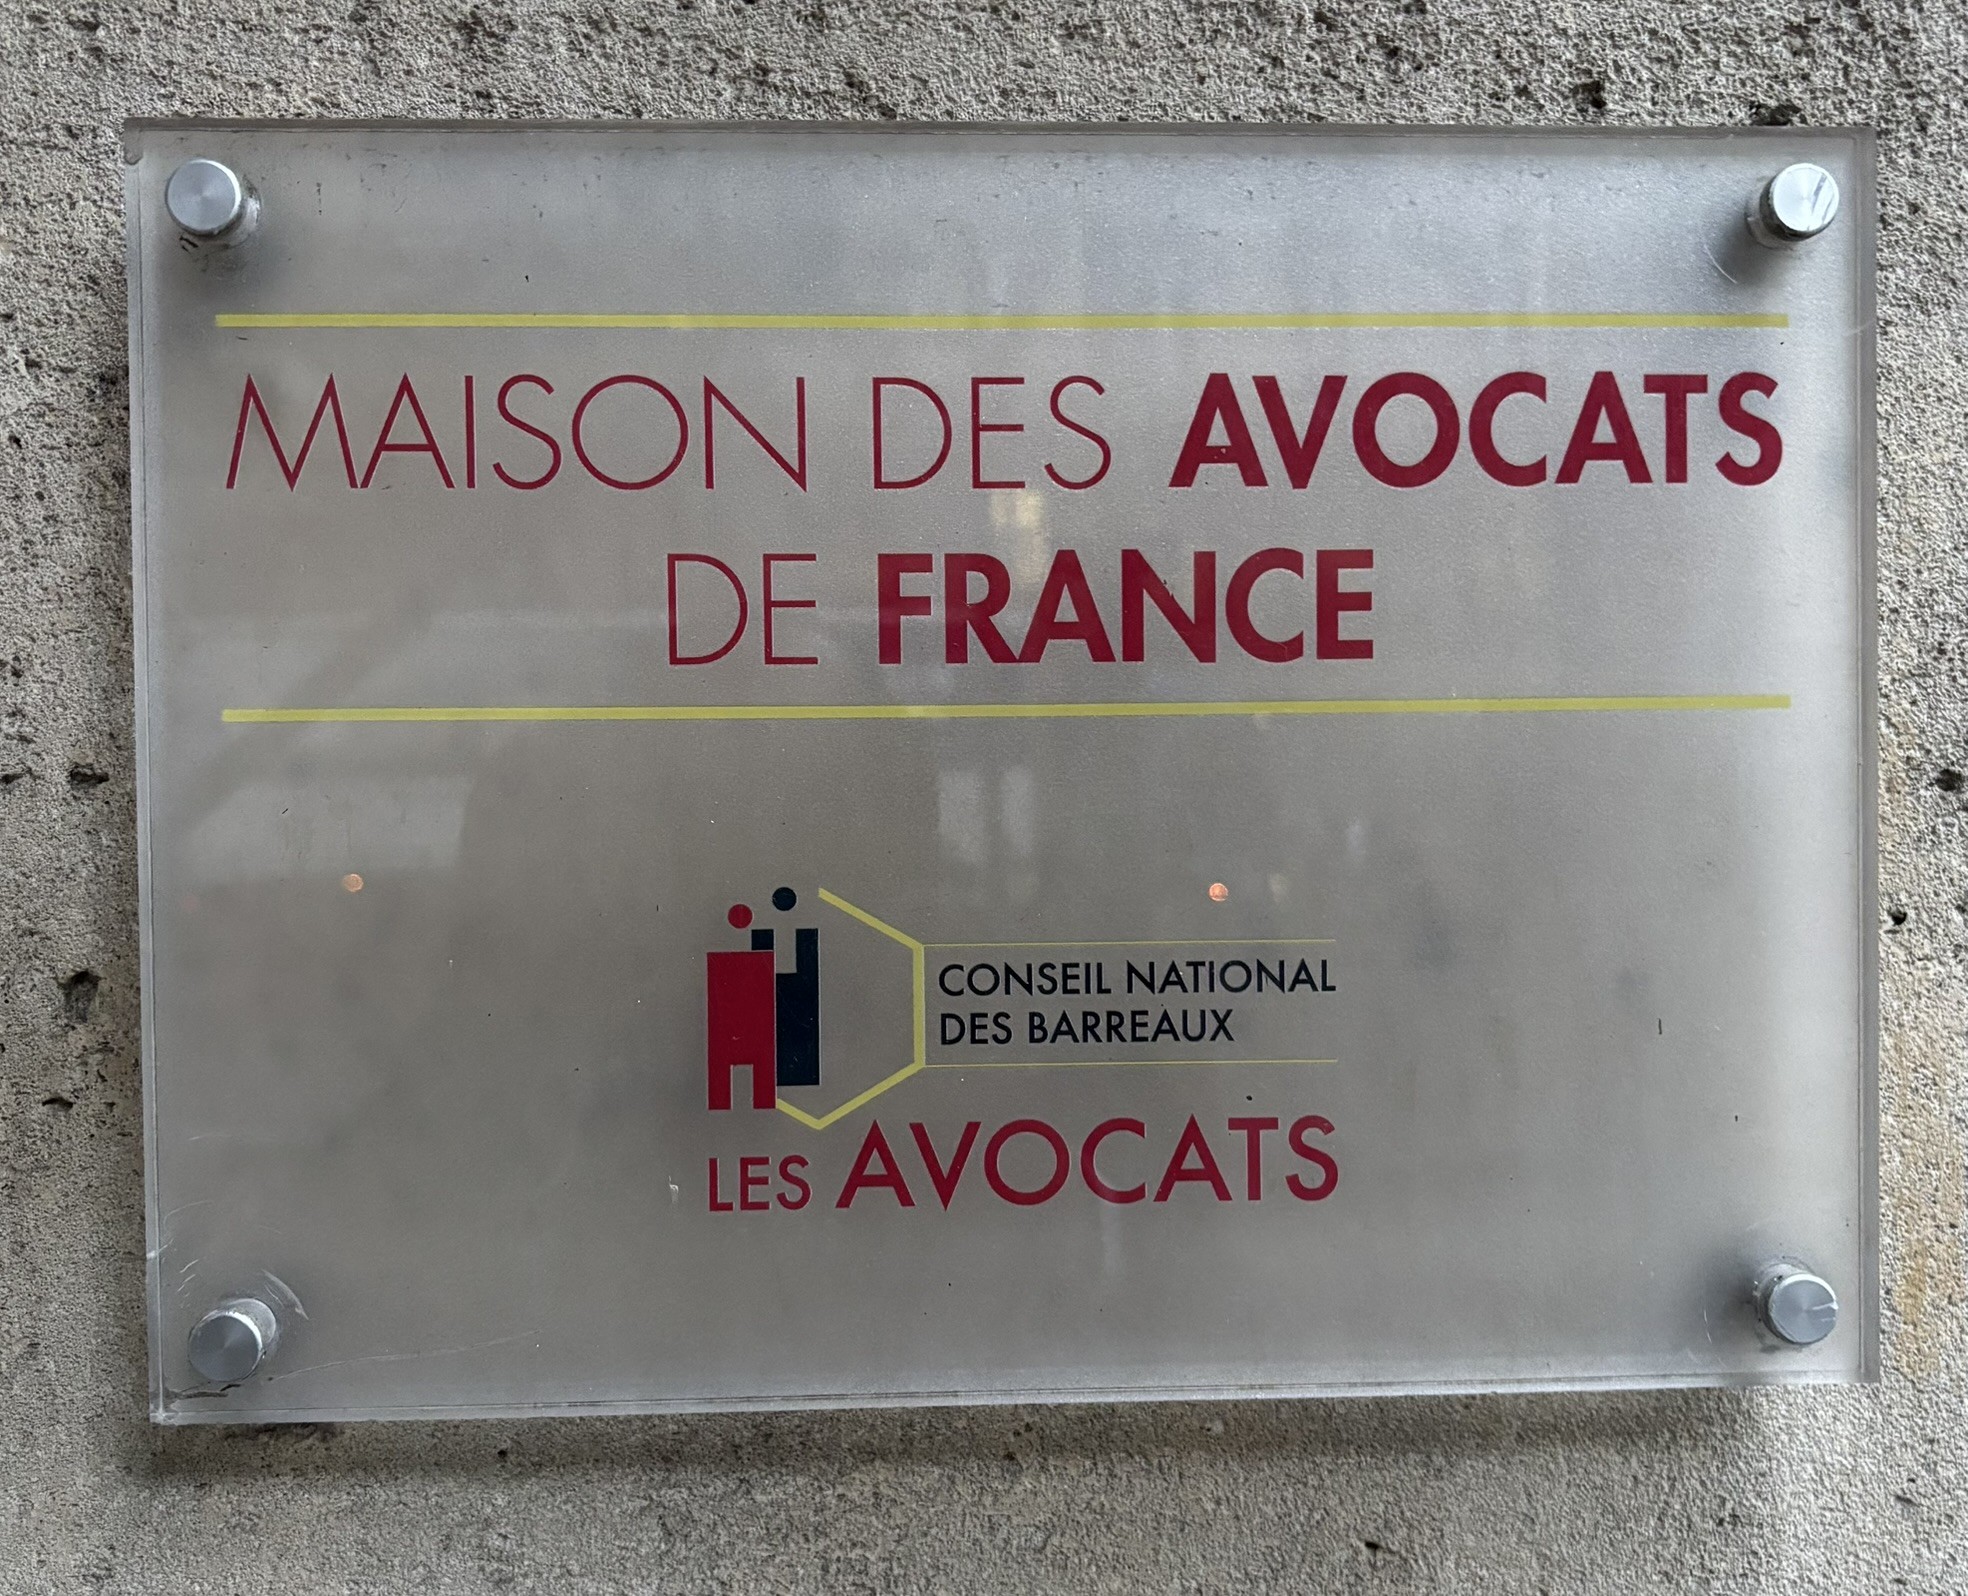 MAISON DES AVOCATS
DE FRANCE
CONSEIL NATIONAL
DES BARREAUX
LES AVOCATS